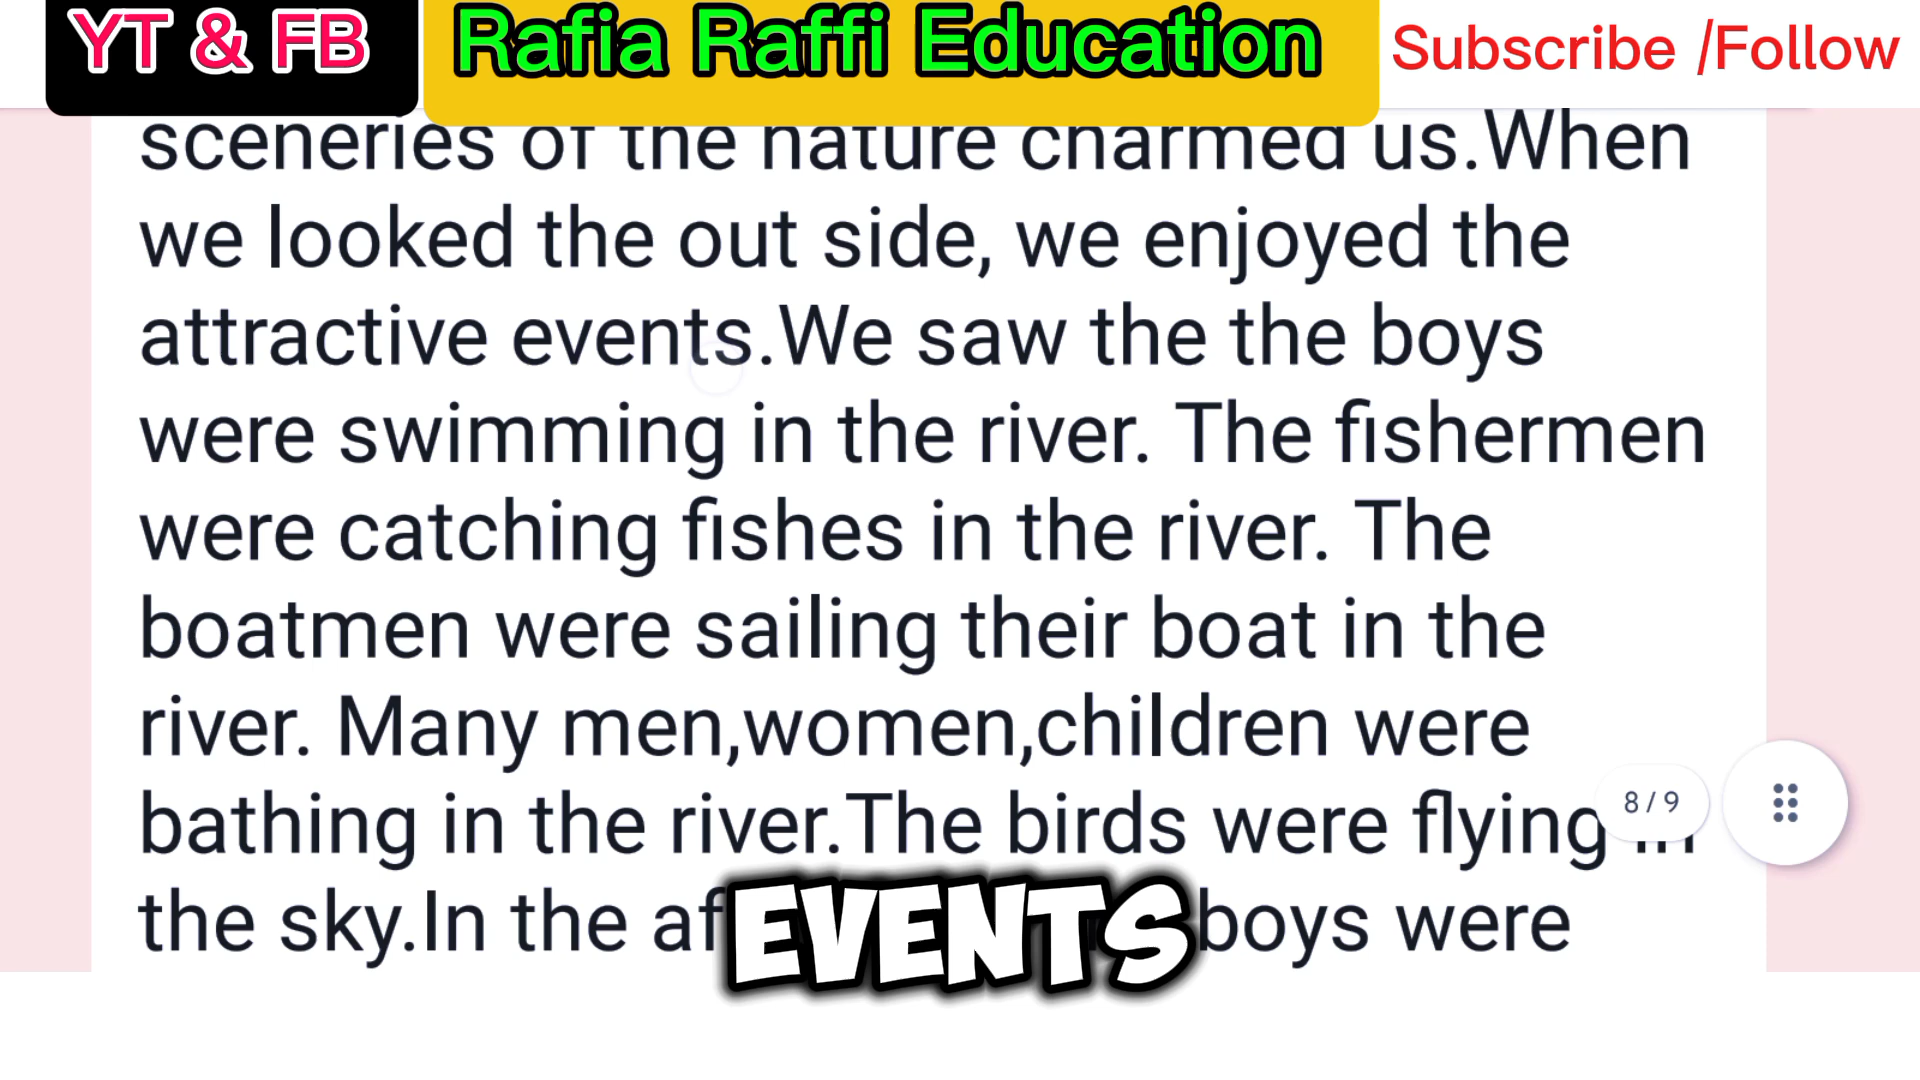 YT & FB
Rafia Raffi Education
Subscribe /Follow
sceneries of the nature charmed us.When
we looked the out side, we enjoyed the
attractive events.We saw the the boys
were swimming in the river. The fishermen
were catching fishes in the river. The
boatmen were sailing their boat in the
river. Many men,women,children were
bathing in the river.The birds were flying in
8 / 9
the sky.In the boys were
EVENTS